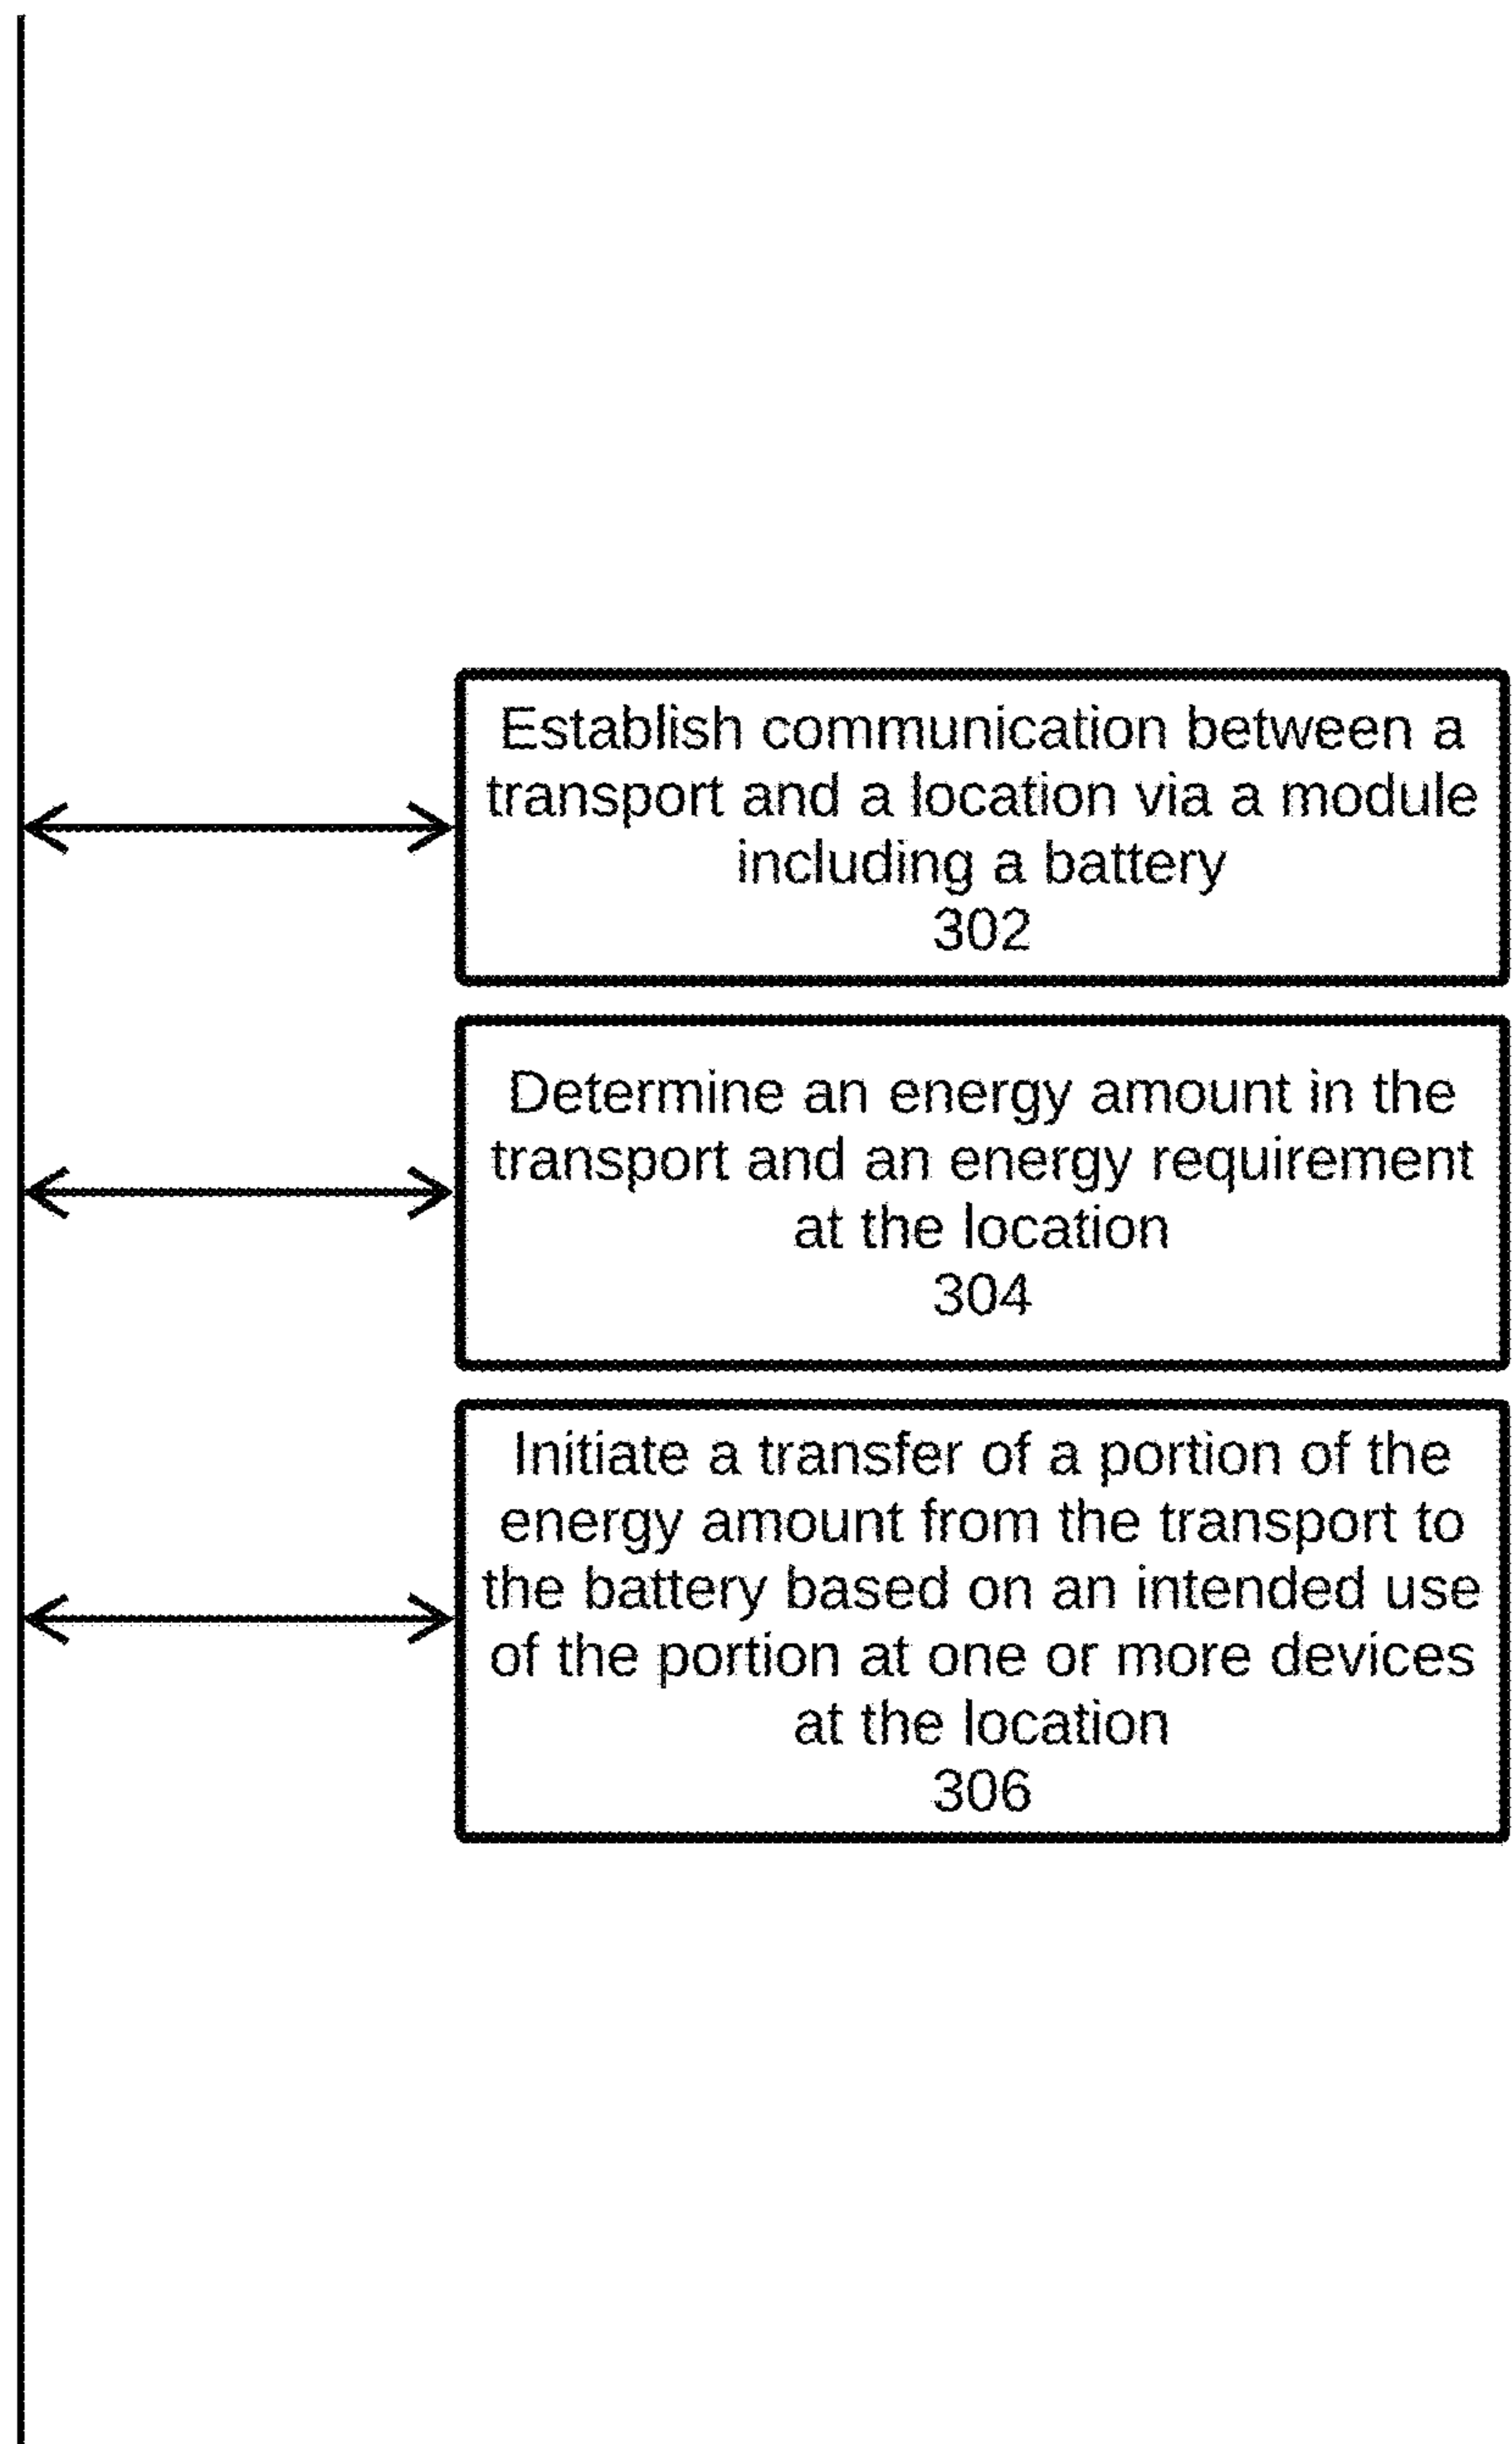 Establish communication between a
transport and a location via a module
including a battery
302
Determine an energy amount in the
transport and an energy requirement
at the location
304
Initiate a transfer of a portion of the
energy amount from the transport to
the battery based on an intended use
of the portion at one or more devices
at the location
306